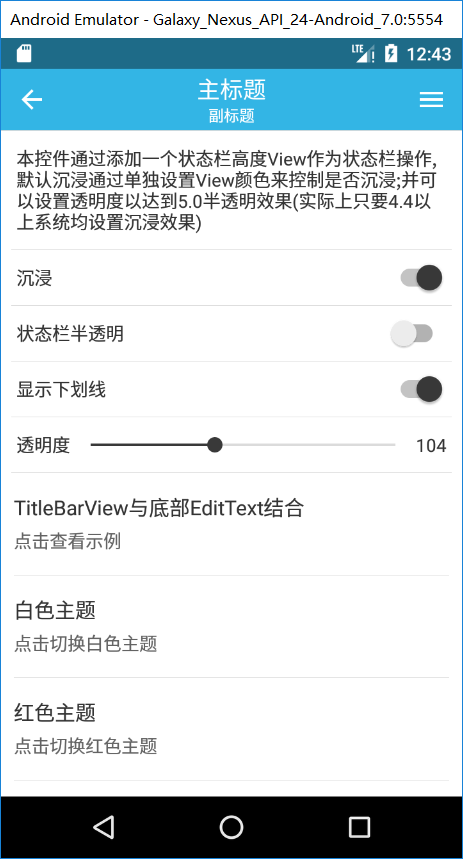 Android Emulator - Galaxy_Nexus_API_24-Android_7.0:5554
LTE 12:43
主标题
副标题
本控件通过添加一个状态栏高度View作为状态栏操作,
默认沉浸通过单独设置View颜色来控制是否沉浸;并可
以设置透明度以达到5.0半透明效果(实际上只要4.4以
上系统均设置沉浸效果)
沉浸
状态栏半透明
显示下划线
透明度 104
TitleBarView与底部EditText结合
点击查看示例
白色主题
点击切换白色主题
红色主题
点击切换红色主题